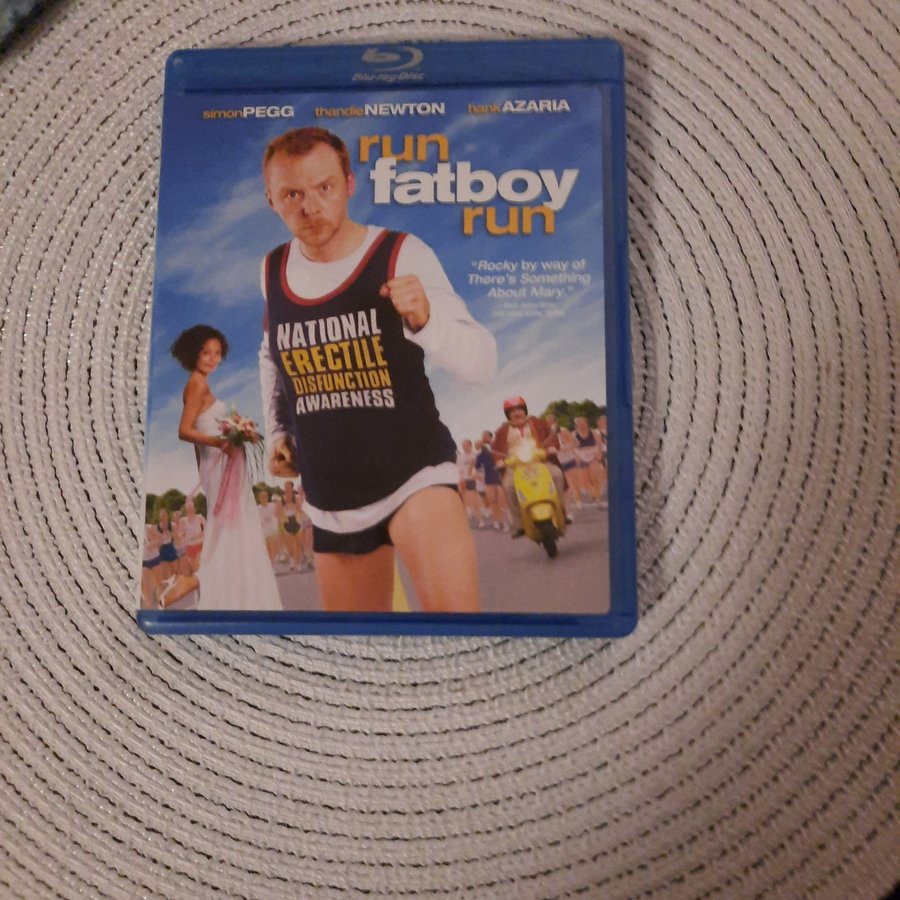 Blu-ray Disc
simonPEGG thandieNEWTON hankAZARIA
run
fatboy
run
"Rocky by way of
There's Something
About Mary."
NATIONAL
ERECTILE
DISFUNCTION
AWARENESS